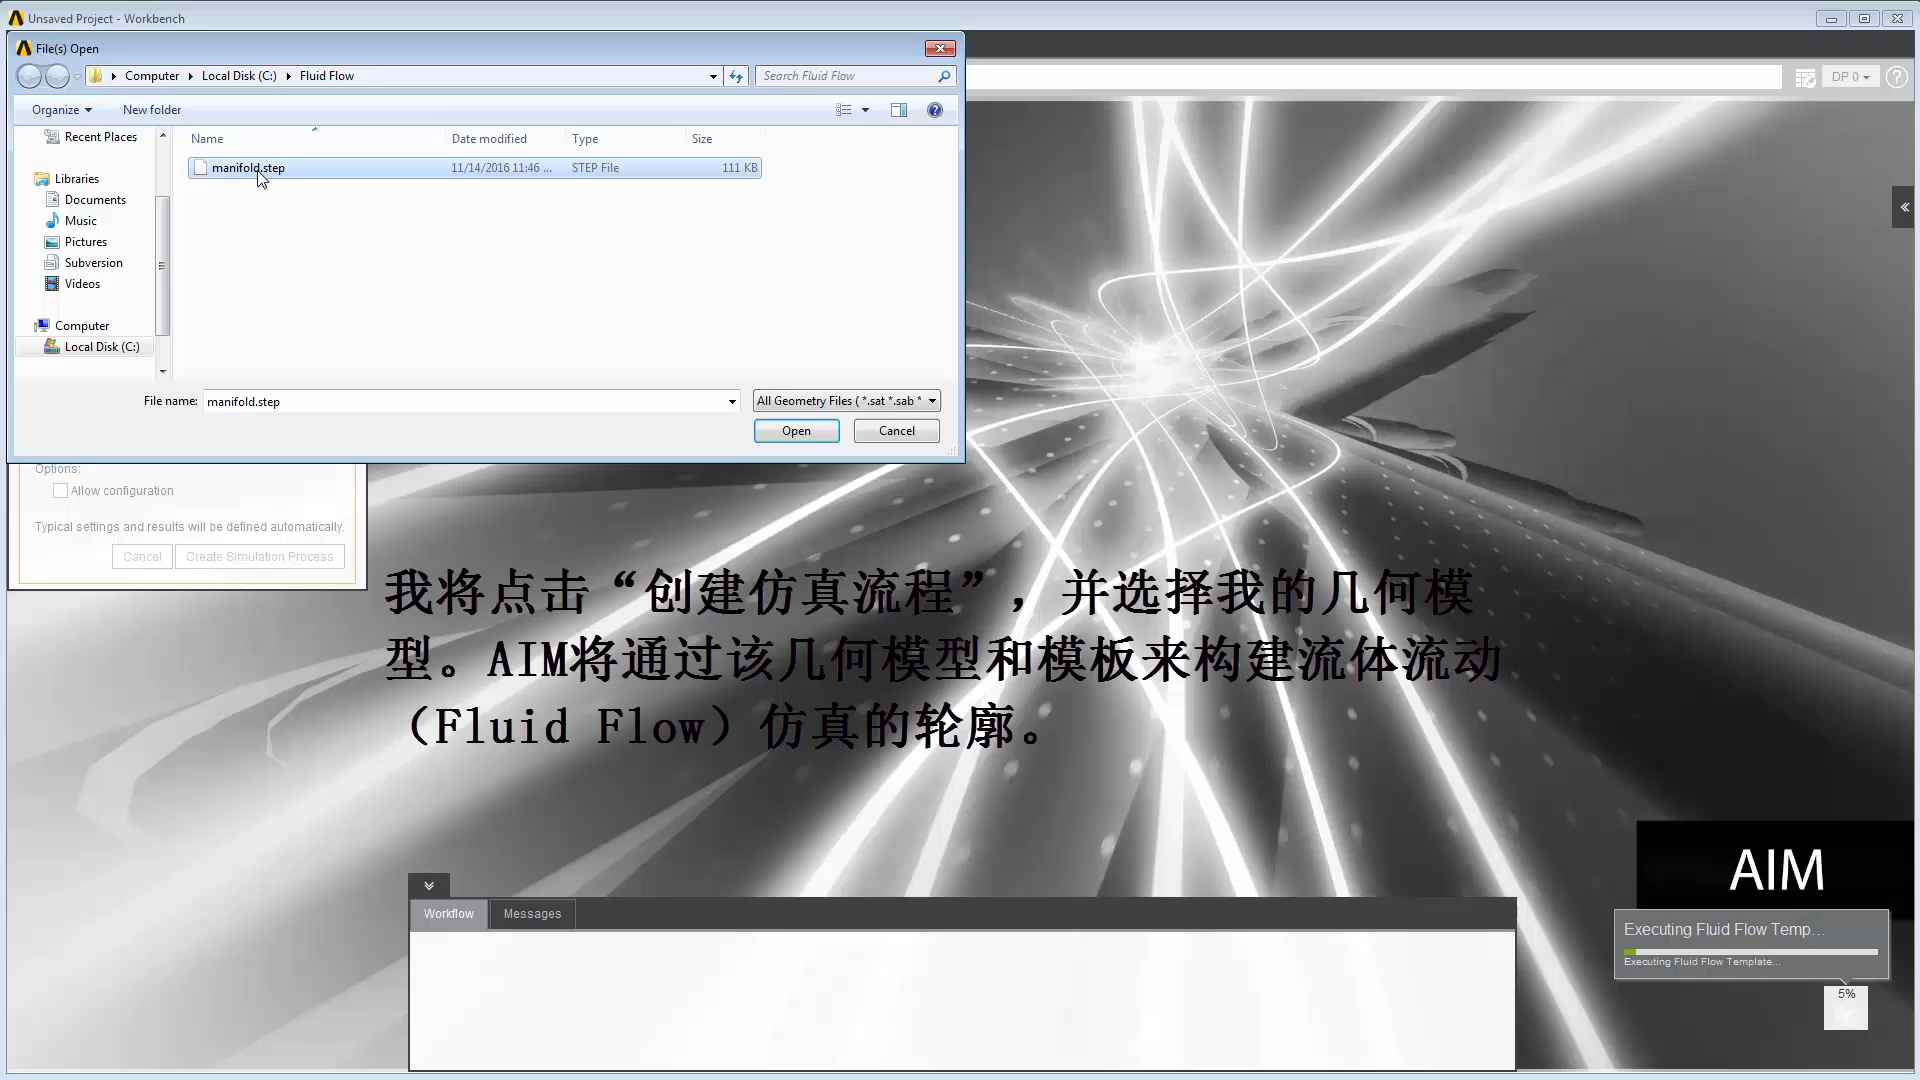 Unsaved Project - Workbench
File(s) Open
Computer
Local Disk (C:)
Fluid Flow
Search Fluid Flow
DP 0
Organize
New folder
Recent Places
Libraries
Documents
Music
Pictures
Subversion
Videos
Computer
Local Disk (C:)
Name
Date modified
Type
Size
manifold.step
11/14/2016 11:46 ...
STEP File
111 KB
File name:
manifold.step
All Geometry Files ( *.sat *.sab *
Open
Cancel
Options:
Allow configuration
Typical settings and results will be defined automatically.
Cancel
Create Simulation Process
我将点击“创建仿真流程”，并选择我的几何模
型。AIM将通过该几何模型和模板来构建流体流动
（Fluid Flow）仿真的轮廓。
Workflow
Messages
AIM
Executing Fluid Flow Temp...
Executing Fluid Flow Template...
5%